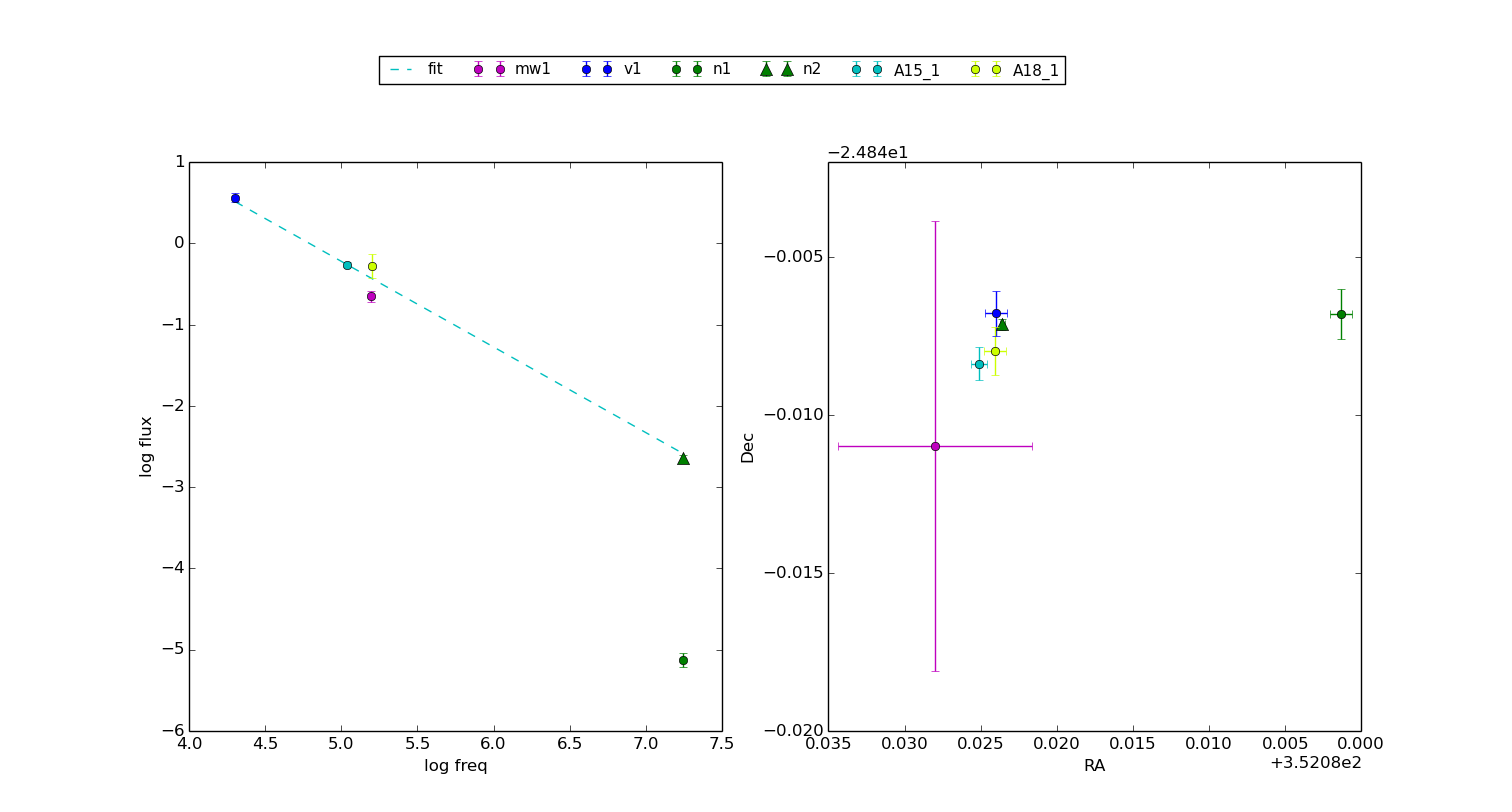 fit mw1 v1 n1 n2 A15_1 A18_1
−2.484e1
1
0
−1
−2
−3
−4
−5
−6
log flux
4.0 4.5 5.0 5.5 6.0 6.5 7.0 7.5
log freq
−0.005
−0.010
−0.015
−0.020
Dec
0.035 0.030 0.025 0.020 0.015 0.010 0.005 0.000
+3.5208e2
RA